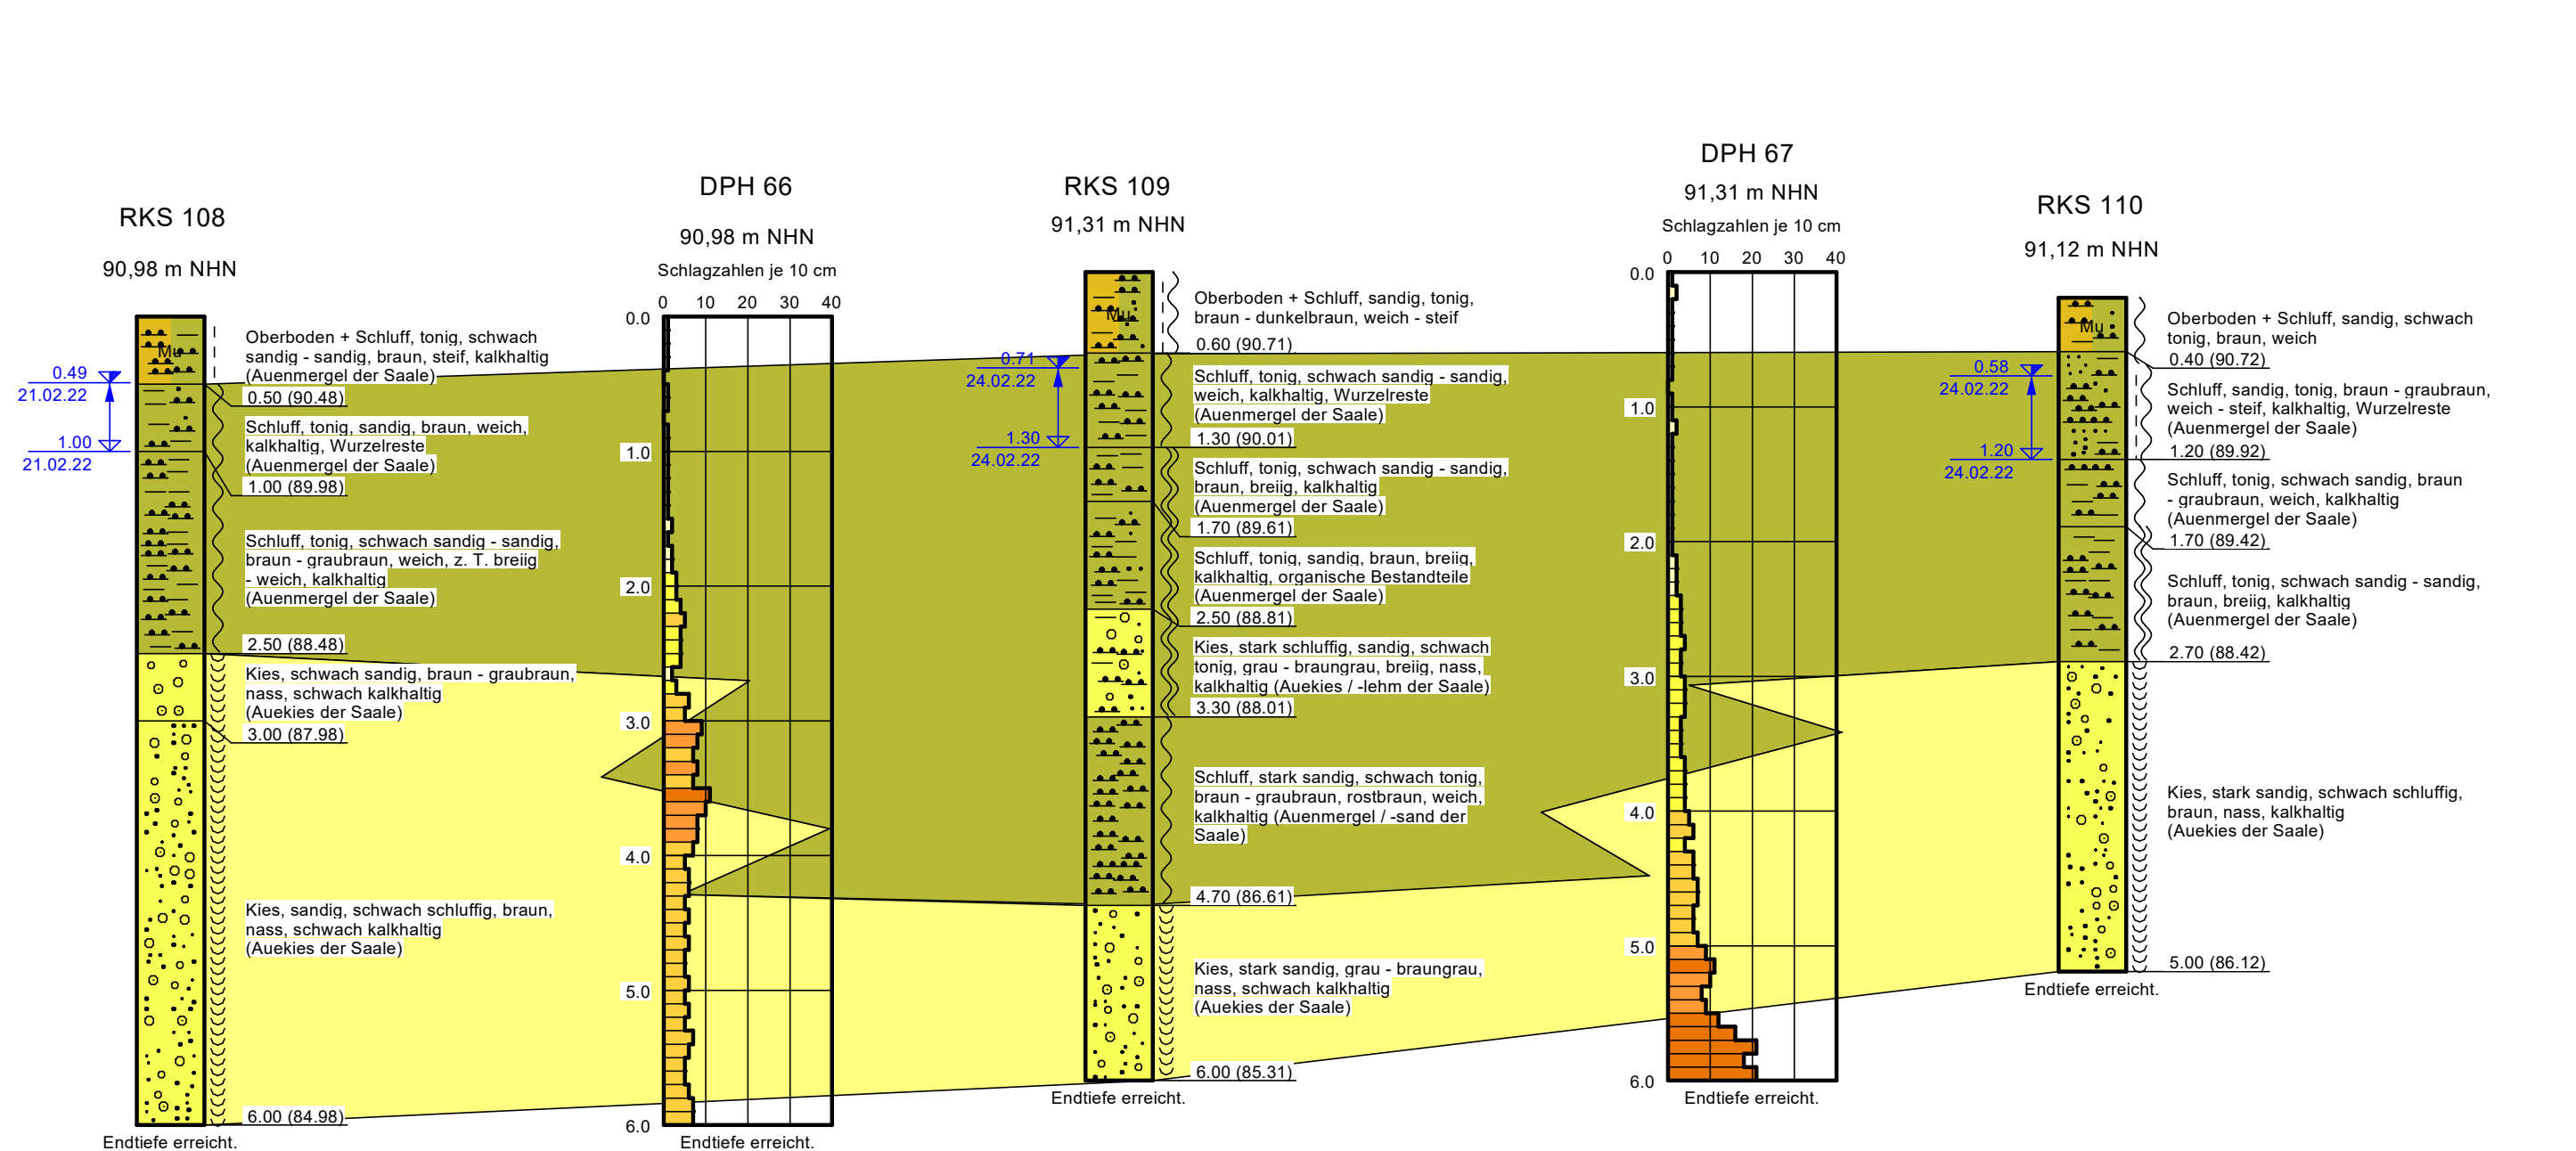 RKS 108
90,98 m NHN
Mu
0.49
21.02.22
1.00
21.02.22
Oberboden + Schluff, tonig, schwach
sandig - sandig, braun, steif, kalkhaltig
(Auenmergel der Saale)
0.50 (90.48)
Schluff, tonig, sandig, braun, weich,
kalkhaltig, Wurzelreste
(Auenmergel der Saale)
1.00 (89.98)
Schluff, tonig, schwach sandig - sandig,
braun - graubraun, weich, z. T. breiig
- weich, kalkhaltig
(Auenmergel der Saale)
2.50 (88.48)
Kies, schwach sandig, braun - graubraun,
nass, schwach kalkhaltig
(Auekies der Saale)
3.00 (87.98)
Kies, sandig, schwach schluffig, braun,
nass, schwach kalkhaltig
(Auekies der Saale)
6.00 (84.98)
Endtiefe erreicht.
DPH 66
90,98 m NHN
Schlagzahlen je 10 cm
0 10 20 30 40
0.0
1.0
2.0
3.0
4.0
5.0
6.0
Endtiefe erreicht.
RKS 109
91,31 m NHN
Mu
0.71
24.02.22
1.30
24.02.22
Oberboden + Schluff, sandig, tonig,
braun - dunkelbraun, weich - steif
0.60 (90.71)
Schluff, tonig, schwach sandig - sandig,
weich, kalkhaltig, Wurzelreste
(Auenmergel der Saale)
1.30 (90.01)
Schluff, tonig, schwach sandig - sandig,
braun, breiig, kalkhaltig
(Auenmergel der Saale)
1.70 (89.61)
Schluff, tonig, sandig, braun, breiig,
kalkhaltig, organische Bestandteile
(Auenmergel der Saale)
2.50 (88.81)
Kies, stark schluffig, sandig, schwach
tonig, grau - braungrau, breiig, nass,
kalkhaltig (Auekies / -lehm der Saale)
3.30 (88.01)
Schluff, stark sandig, schwach tonig,
braun - graubraun, rostbraun, weich,
kalkhaltig (Auenmergel / -sand der
Saale)
4.70 (86.61)
Kies, stark sandig, grau - braungrau,
nass, schwach kalkhaltig
(Auekies der Saale)
6.00 (85.31)
Endtiefe erreicht.
DPH 67
91,31 m NHN
Schlagzahlen je 10 cm
0 10 20 30 40
0.0
1.0
2.0
3.0
4.0
5.0
6.0
Endtiefe erreicht.
RKS 110
91,12 m NHN
Mu
0.58
24.02.22
1.20
24.02.22
Oberboden + Schluff, sandig, schwach
tonig, braun, weich
0.40 (90.72)
Schluff, sandig, tonig, braun - graubraun,
weich - steif, kalkhaltig, Wurzelreste
(Auenmergel der Saale)
1.20 (89.92)
Schluff, tonig, schwach sandig, braun
- graubraun, weich, kalkhaltig
(Auenmergel der Saale)
1.70 (89.42)
Schluff, tonig, schwach sandig - sandig,
braun, breiig, kalkhaltig
(Auenmergel der Saale)
2.70 (88.42)
Kies, stark sandig, schwach schluffig,
braun, nass, kalkhaltig
(Auekies der Saale)
5.00 (86.12)
Endtiefe erreicht.